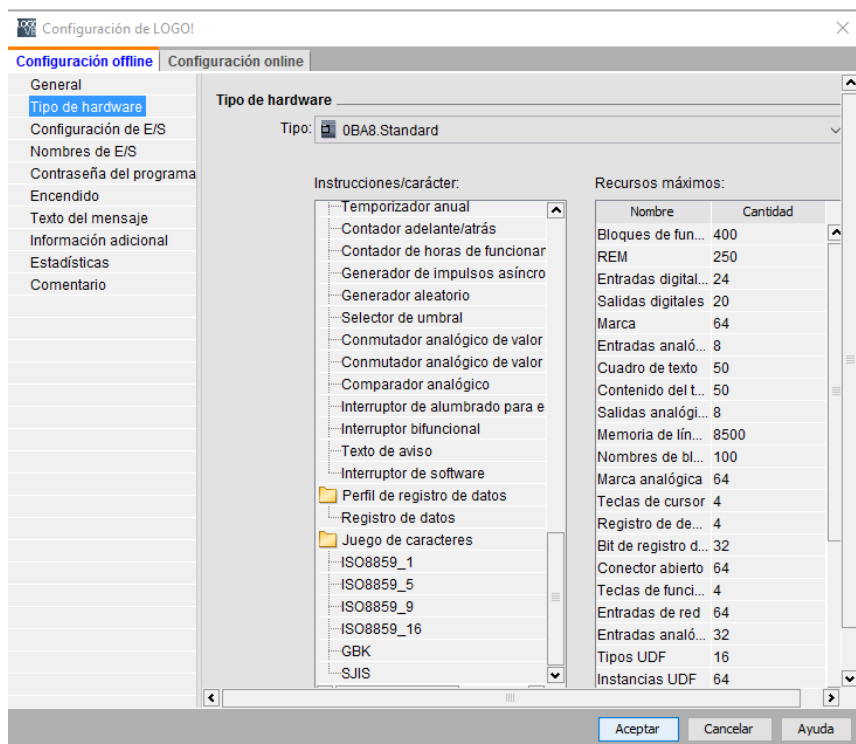 Configuración de LOGO!
Configuración offline
Configuración online
General
Tipo de hardware
Configuración de E/S
Nombres de E/S
Contraseña del programa
Encendido
Texto del mensaje
Información adicional
Estadísticas
Comentario
Tipo de hardware
Tipo: 0BA8.Standard
Instrucciones/carácter:
Temporizador anual
Contador adelante/atrás
Contador de horas de funcionar
Generador de impulsos asíncro
Generador aleatorio
Selector de umbral
Conmutador analógico de valor
Conmutador analógico de valor
Comparador analógico
Interruptor de alumbrado para e
Interruptor bifuncional
Texto de aviso
Interruptor de software
Perfil de registro de datos
Registro de datos
Juego de caracteres
ISO8859_1
ISO8859_5
ISO8859_9
ISO8859_16
GBK
SJIS
Recursos máximos:
Nombre Cantidad
Bloques de fun... 400
REM 250
Entradas digital... 24
Salidas digitales 20
Marca 64
Entradas analó... 8
Cuadro de texto 50
Contenido del t... 50
Salidas analógi... 8
Memoria de lín... 8500
Nombres de bl... 100
Marca analógica 64
Teclas de cursor 4
Registro de de... 4
Bit de registro d... 32
Conector abierto 64
Teclas de funci... 4
Entradas de red 64
Entradas analó... 32
Tipos UDF 16
Instancias UDF 64
Aceptar
Cancelar
Ayuda